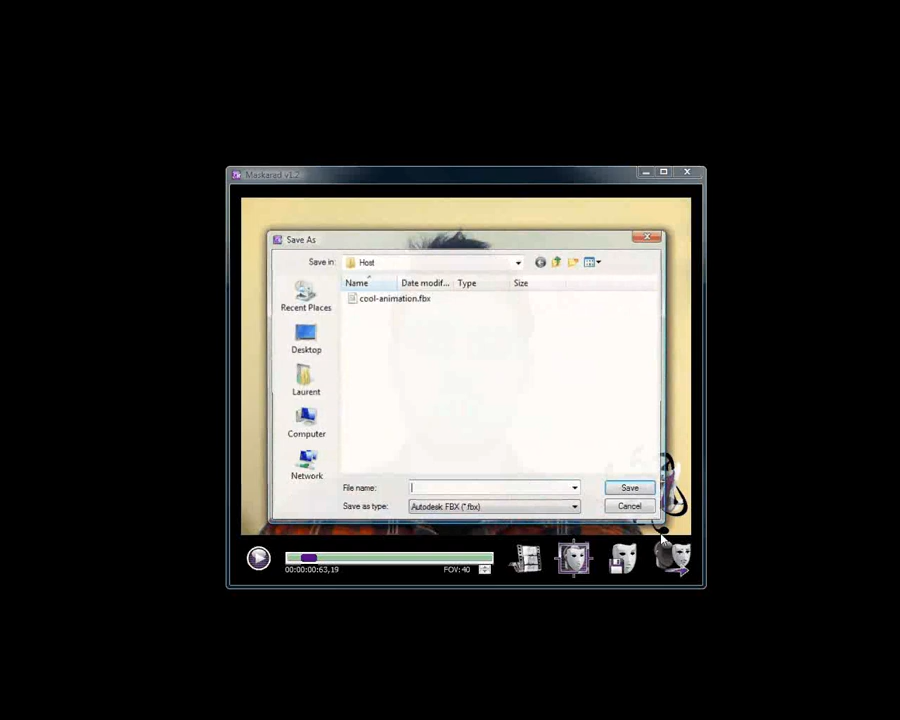 Maskarad v1.2
Save As
Save in:
Host
Name
Date modif...
Type
Size
cool-animation.fbx
Recent Places
Desktop
Laurent
Computer
Network
File name:
Save
Save as type:
Autodesk FBX (*.fbx)
Cancel
00:00:00:63,19
FOV:40